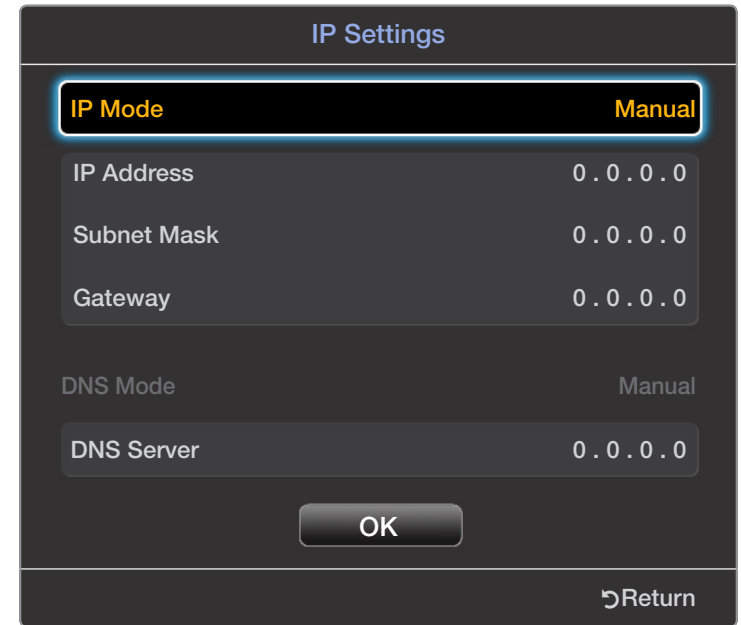 IP Settings
IP Mode Manual
IP Address 0.0.0.0
Subnet Mask 0.0.0.0
Gateway 0.0.0.0
DNS Mode Manual
DNS Server 0.0.0.0
OK
Return